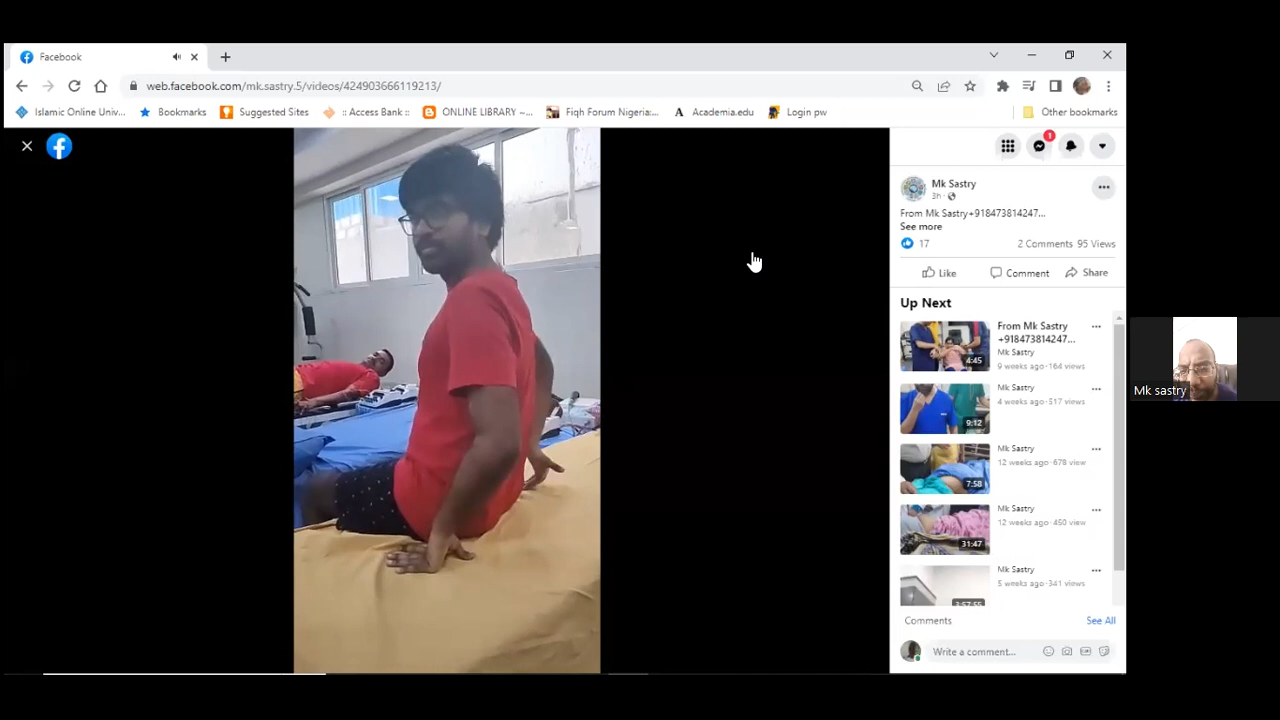 Facebook
web.facebook.com/mk.sastry.5/videos/424903666119213/
Islamic Online Univ... Bookmarks Suggested Sites :: Access Bank :: ONLINE LIBRARY ~... Fiqh Forum Nigeria:... Academia.edu Login pw Other bookmarks
1
Mk Sastry
3h ·
From Mk Sastry+918473814247...
See more
17 2 Comments 95 Views
Like Comment Share
Up Next
From Mk Sastry
+918473814247...
Mk Sastry
9 weeks ago · 164 views
4:45
Mk Sastry
4 weeks ago · 517 views
9:12
Mk Sastry
12 weeks ago · 678 view
7:58
Mk Sastry
12 weeks ago · 450 view
31:47
Mk Sastry
5 weeks ago · 341 views
Comments See All
Write a comment...
Mk sastry